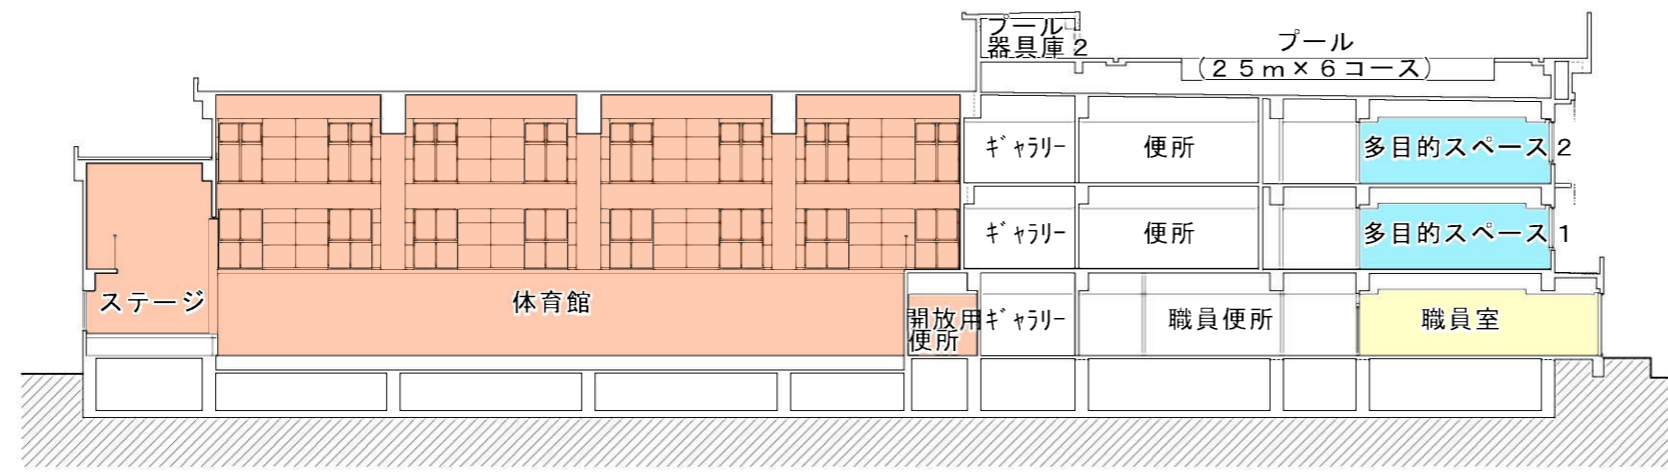 プール
器具庫２
プール
（２５ｍ×６コース）
ｷﾞｬﾗﾘｰ
便所
多目的スペース２
ｷﾞｬﾗﾘｰ
便所
多目的スペース１
ステージ
体育館
開放用
便所
ｷﾞｬﾗﾘｰ
職員便所
職員室